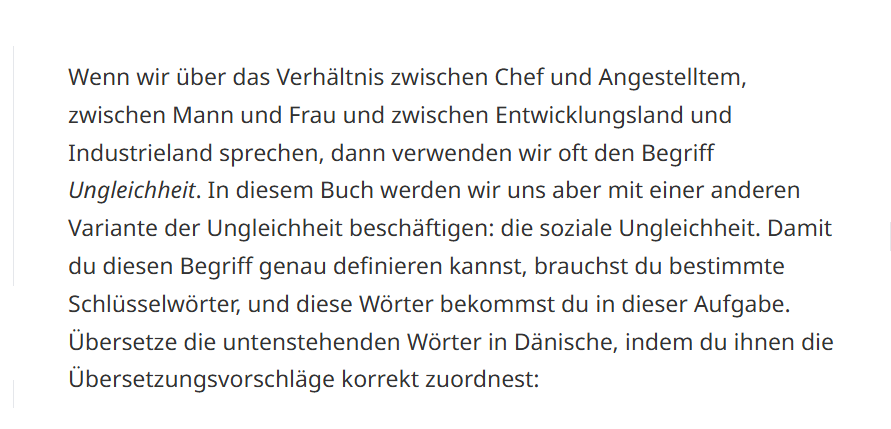 Wenn wir über das Verhältnis zwischen Chef und Angestelltem,
zwischen Mann und Frau und zwischen Entwicklungsland und
Industrieland sprechen, dann verwenden wir oft den Begriff
Ungleichheit. In diesem Buch werden wir uns aber mit einer anderen
Variante der Ungleichheit beschäftigen: die soziale Ungleichheit. Damit
du diesen Begriff genau definieren kannst, brauchst du bestimmte
Schlüsselwörter, und diese Wörter bekommst du in dieser Aufgabe.
Übersetze die untenstehenden Wörter in Dänische, indem du ihnen die
Übersetzungsvorschläge korrekt zuordnest: